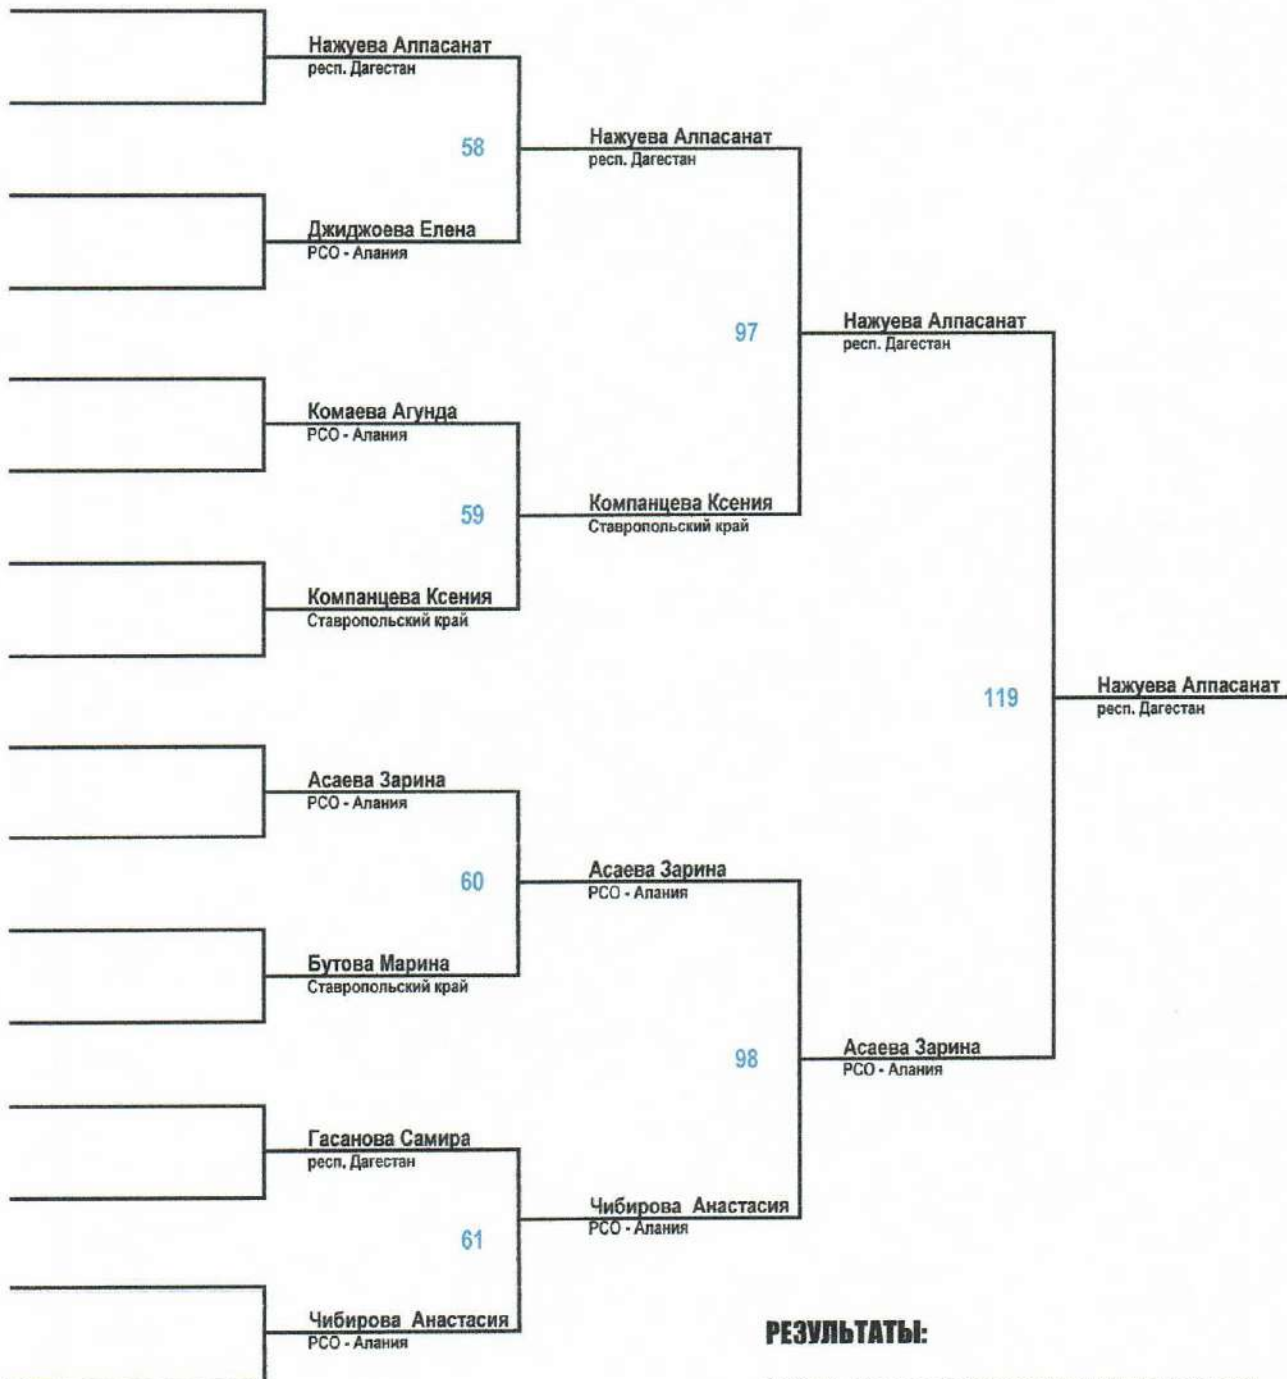 Нажуева Алпасанат
респ. Дагестан
58
Джиджоева Елена
РСО - Алания
Нажуева Алпасанат
респ. Дагестан
97
Комаева Агунда
РСО - Алания
59
Компанцева Ксения
Ставропольский край
Компанцева Ксения
Ставропольский край
Нажуева Алпасанат
респ. Дагестан
119
Нажуева Алпасанат
респ. Дагестан
Асаева Зарина
РСО - Алания
60
Бутова Марина
Ставропольский край
Асаева Зарина
РСО - Алания
98
Асаева Зарина
РСО - Алания
Гасанова Самира
респ. Дагестан
61
Чибирова Анастасия
РСО - Алания
Чибирова Анастасия
РСО - Алания
РЕЗУЛЬТАТЫ: